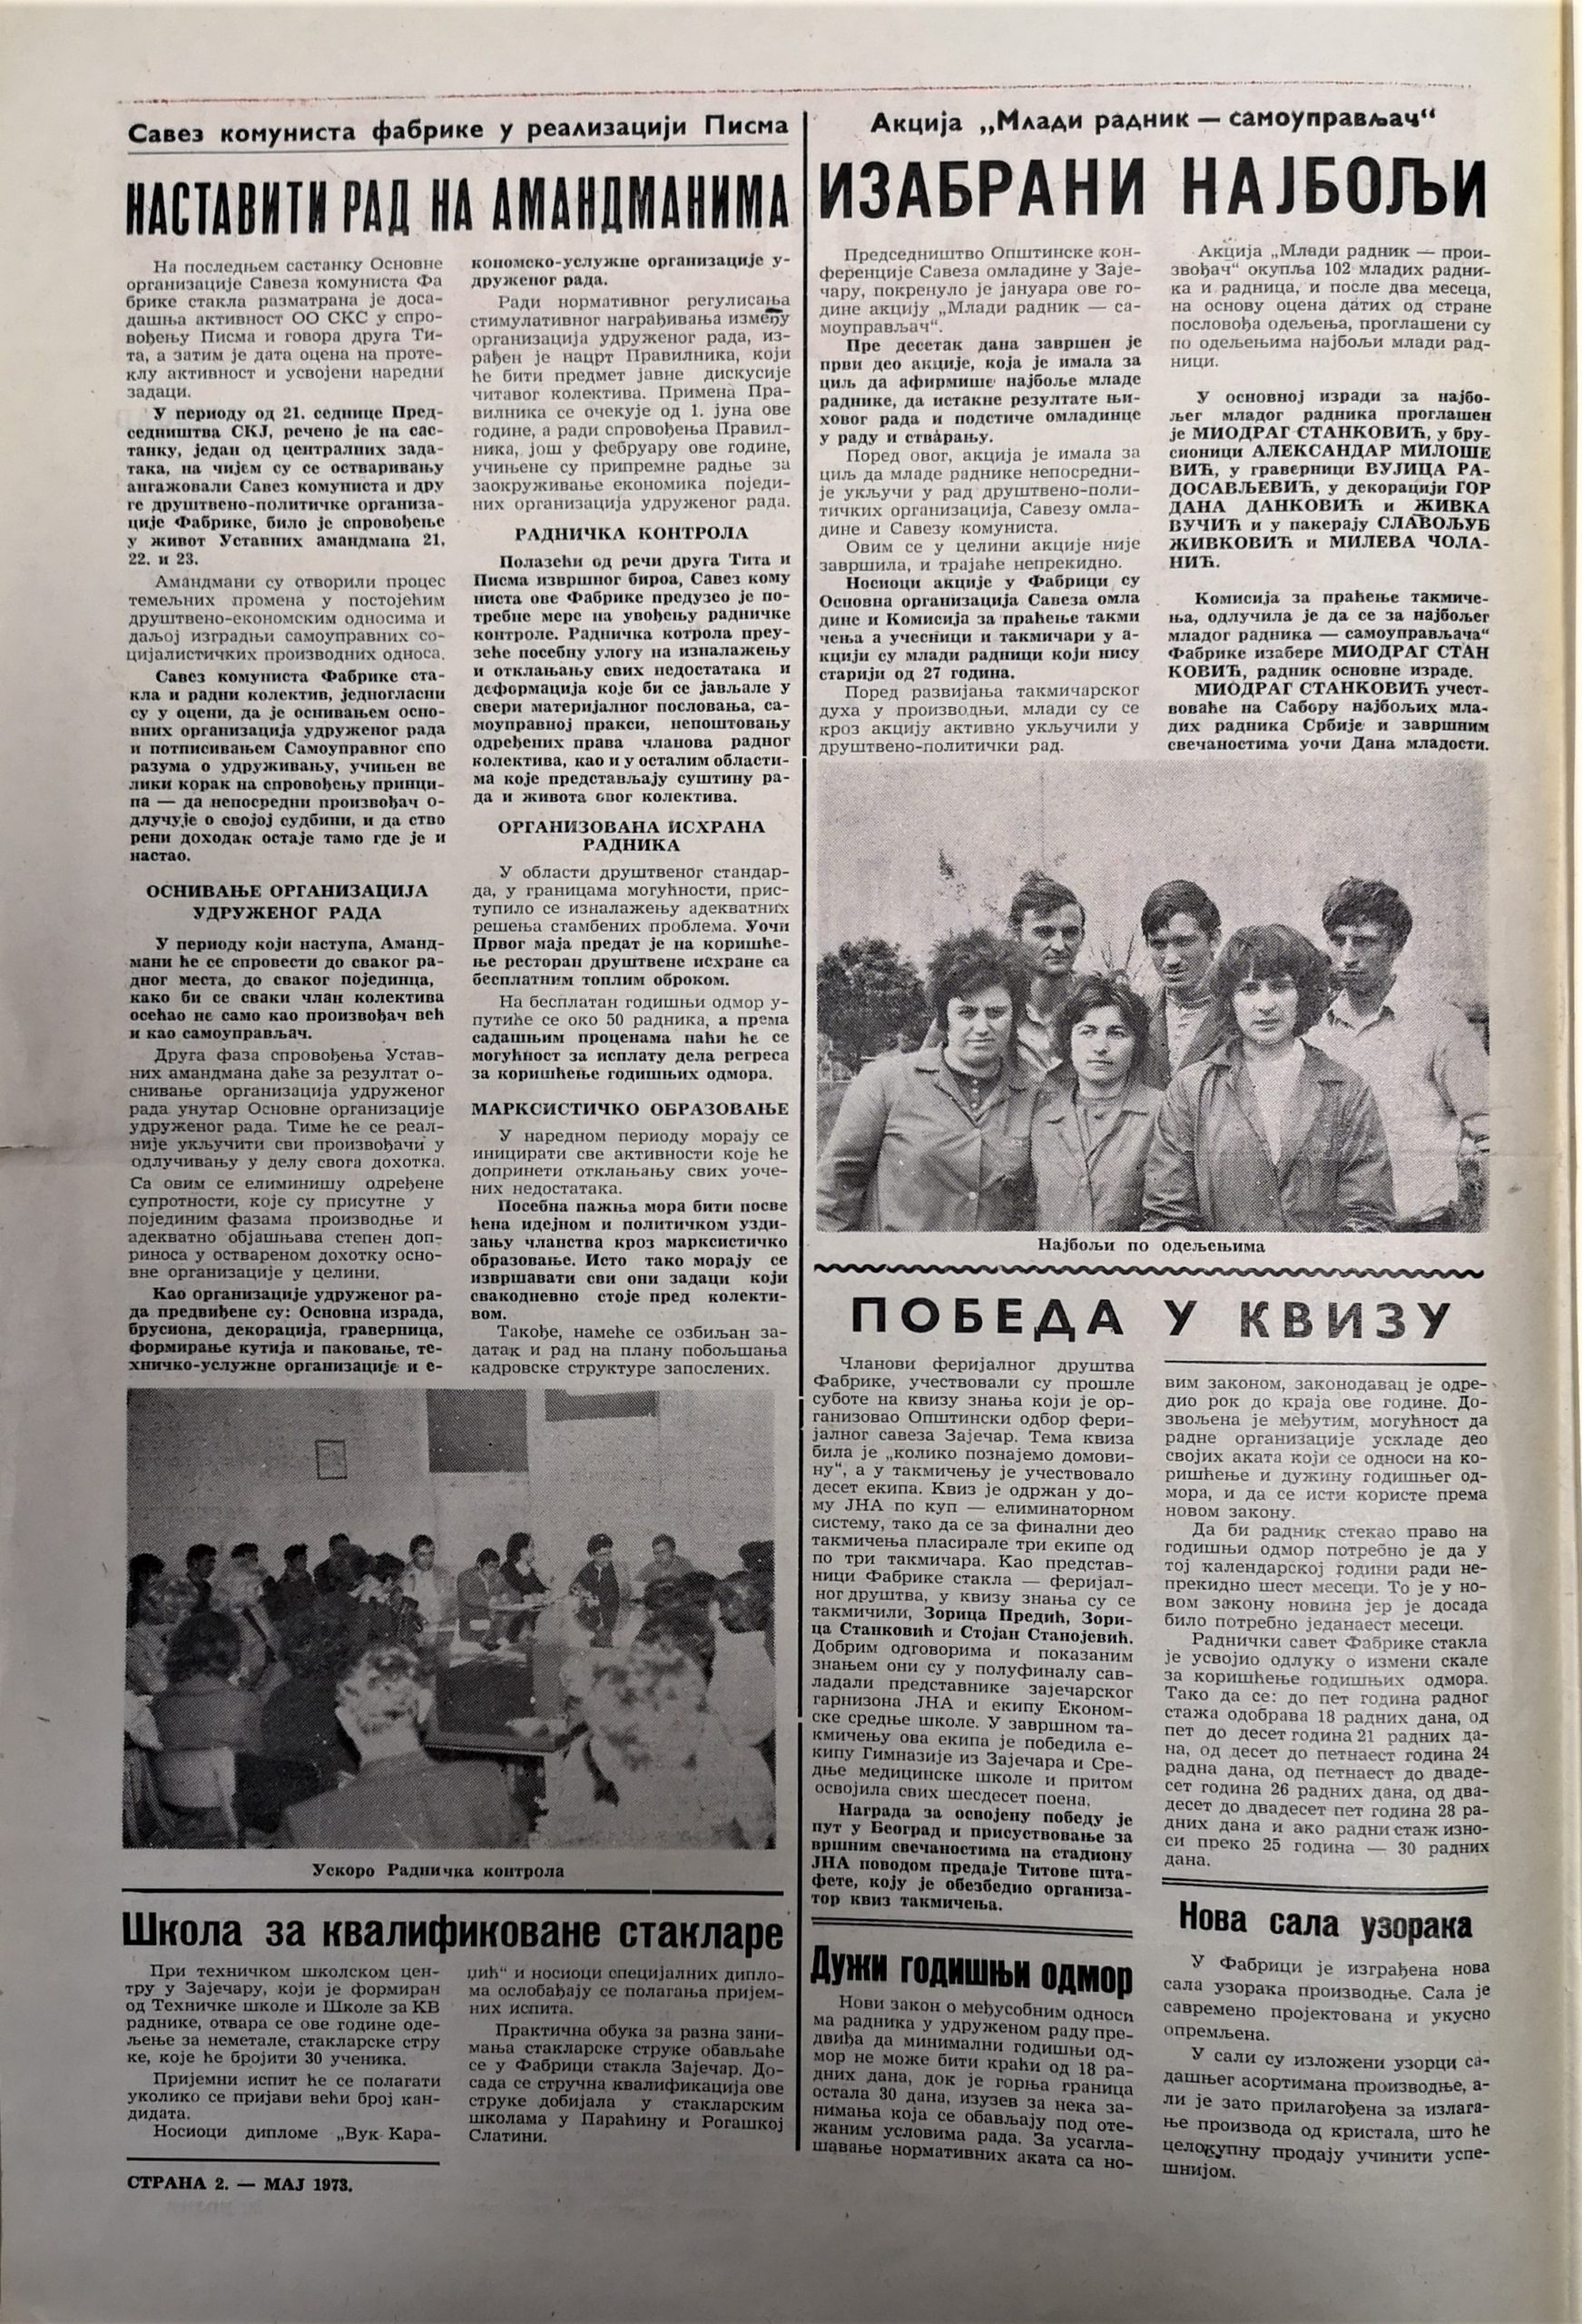 Савез комуниста фабрике у реализацији Писма
НАСТАВИТИ РАД НА АМАНДМАНИМА
На последњем састанку Основне
организације Савеза комуниста Фа
брике стакла разматрана је доса-
дашња активност ОО СКС у спро-
вођењу Писма и говора друга Ти-
та, а затим је дата оцена на проте-
клу активност и усвојени наредни
задаци.
У периоду од 21. седнице Пред-
седништва СКЈ, речено је на сас-
танку, један од централних зада-
така, на чијем су се остваривању
ангажовали Савез комуниста и дру
ге друштвено-политичке организа-
ције Фабрике, било је спровођење
у живот Уставних амандмана 21,
22. и 23.
Амандмани су отворили процес
темељних промена у постојећим
друштвено-економским односима и
даљој изградњи самоуправних со-
цијалистичких производних односа.
Савез комуниста Фабрике ста-
кла и радни колектив, једногласни
су у оцени, да је оснивањем осно-
вних организација удруженог рада
и потписивањем Самоуправног спо
разума о удруживању, учињен ве
лики корак на спровођењу принци-
па — да непосредни произвођач о-
длучује о својој судбини, и да ство
рени доходак остаје тамо где је и
настао.
ОСНИВАЊЕ ОРГАНИЗАЦИЈА
УДРУЖЕНОГ РАДА
У периоду који наступа, Аманд-
мани ће се спровести до сваког ра-
дног места, до сваког појединца,
како би се сваки члан колектива
осећао не само као произвођач већ
и као самоуправљач.
Друга фаза спровођења Устав-
них амандмана даће за резултат о-
снивање организација удруженог
рада унутар Основне организације
удруженог рада. Тиме ће се реал-
није укључити сви произвођачи у
одлучивању у делу свога дохотка.
Са овим се елиминишу одређене
супротности, које су присутне у
појединим фазама производње и
адекватно објашњава степен доп-
риноса у оствареном дохотку осно-
вне организације у целини.
Као организације удруженог ра-
да предвиђене су: Основна израда,
брусиона, декорација, граверница,
формирање кутија и паковање, те-
хничко-услужне организације и е-
кономско-услужне организације у-
друженог рада.
Ради нормативног регулисања
стимулативног награђивања између
организација удруженог рада, из-
рађен је нацрт Правилника, који
ће бити предмет јавне дискусије
читавог колектива. Примена Пра-
вилника се очекује од 1. јуна ове
године, а ради спровођења Правил-
ника, још у фебруару ове године,
учињене су припремне радње за
заокруживање економика поједи-
них организација удруженог рада.
РАДНИЧКА КОНТРОЛА
Полазећи од речи друга Тита и
Писма извршног бироа, Савез кому
ниста ове Фабрике предузео је по-
требне мере на увођењу радничке
контроле. Радничка котрола преу-
зеће посебну улогу на изналажењу
и отклањању свих недостатака и
деформација које би се јављале у
свери материјалног пословања, са-
моуправној пракси, непоштовању
одређених права чланова радног
колектива, као и у осталим области-
ма које представљају суштину ра-
да и живота овог колектива.
ОРГАНИЗОВАНА ИСХРАНА
РАДНИКА
У области друштвеног стандар-
да, у границама могућности, прис-
тупило се изналажењу адекватних
решења стамбених проблема. Уочи
Првог маја предат је на коришће-
ње ресторан друштвене исхране са
бесплатним топлим оброком.
На бесплатан годишњи одмор у-
путиће се око 50 радника, а према
садашњим проценама наћи ће се
могућност за исплату дела регреса
за коришћење годишњих одмора.
МАРКСИСТИЧКО ОБРАЗОВАЊЕ
У наредном периоду морају се
иницирати све активности које ће
допринети отклањању свих уоче-
них недостатака.
Посебна пажња мора бити посве
ћена идејном и политичком узди-
зању чланства кроз марксистичко
образовање. Исто тако морају се
извршавати сви они задаци који
свакодневно стоје пред колекти-
вом.
Такође, намеће се озбиљан за-
датак и рад на плану побољшања
кадровске структуре запослених.
Ускоро Радничка контрола
Школа за квалификоване стакларе
При техничком школском цен-
тру у Зајечару, који је формиран
од Техничке школе и Школе за КВ
раднике, отвара се ове године оде-
љење за неметале, стакларске стру
ке, које ће бројити 30 ученика.
Пријемни испит ће се полагати
уколико се пријави већи број кан-
дидата.
Носиоци дипломе „Вук Кара-
џић“ и носиоци специјалних дипло-
ма ослобађају се полагања пријем-
них испита.
Практична обука за разна зани-
мања стакларске струке обављаће
се у Фабрици стакла Зајечар. До-
сада се стручна квалификација ове
струке добијала у стакларским
школама у Параћину и Рогашкој
Слатини.
СТРАНА 2. — МАЈ 1973.
Акција „Млади радник — самоуправљач“
ИЗАБРАНИ НАЈБОЉИ
Председништво Општинске кон-
ференције Савеза омладине у Заје-
чару, покренуло је јануара ове го-
дине акцију „Млади радник — са-
моуправљач“.
Пре десетак дана завршен је
први део акције, која је имала за
циљ да афирмише најбоље младе
раднике, да истакне резултате њи-
ховог рада и подстиче омладинце
у раду и стварању.
Поред овог, акција је имала за
циљ да младе раднике непосредни-
је укључи у рад друштвено-поли-
тичких организација, Савезу омла-
дине и Савезу комуниста.
Овим се у целини акције није
завршила, и трајаће непрекидно.
Носиоци акције у Фабрици су
Основна организација Савеза омла
дине и Комисија за праћење такми
чења а учесници и такмичари у а-
кцији су млади радници који нису
старији од 27 година.
Поред развијања такмичарског
духа у производњи, млади су се
кроз акцију активно укључили у
друштвено-политички рад.
Акција „Млади радник — прои-
звођач“ окупља 102 младих радни-
ка и радница, и после два месеца,
на основу оцена датих од стране
пословођа одељења, проглашени су
по одељењима најбољи млади рад-
ници.
У основној изради за најбо-
љег младог радника проглашен
је МИОДРАГ СТАНКОВИЋ, у бру-
сионици АЛЕКСАНДАР МИЛОШЕ
ВИЋ, у граверници ВУЈИЦА РА-
ДОСАВЉЕВИЋ, у декорацији ГОР
ДАНА ДАНКОВИЋ и ЖИВКА
ВУЧИЋ и у пакерају СЛАВОЉУБ
ЖИВКОВИЋ и МИЛЕВА ЧОЛА-
НИЋ.
Комисија за праћење такмиче-
ња, одлучила је да се за најбољег
младог радника — самоуправљача“
Фабрике изабере МИОДРАГ СТАН
КОВИЋ, радник основне израде.
МИОДРАГ СТАНКОВИЋ учест-
воваће на Сабору најбољих мла-
дих радника Србије и завршним
свечаностима уочи Дана младости.
Најбољи по одељењима
ПОБЕДА У КВИЗУ
Чланови феријалног друштва
Фабрике, учествовали су прошле
суботе на квизу знања који је ор-
ганизовао Општински одбор фери-
јалног савеза Зајечар. Тема квиза
била је „колико познајемо домови-
ну“, а у такмичењу је учествовало
десет екипа. Квиз је одржан у до-
му ЈНА по куп — елиминаторном
систему, тако да се за финални део
такмичења пласирале три екипе од
по три такмичара. Као представ-
ници Фабрике стакла — феријал-
ног друштва, у квизу знања су се
такмичили, Зорица Предић, Зори-
ца Станковић и Стојан Станојевић.
Добрим одговорима и показаним
знањем они су у полуфиналу сав-
ладали представнике зајечарског
гарнизона ЈНА и екипу Економ-
ске средње школе. У завршном та-
кмичењу ова екипа је победила е-
кипу Гимназије из Зајечара и Сре-
дње медицинске школе и притом
освојила свих шесдесет поена.
Награда за освојену победу је
пут у Београд и присуствовање за
вршним свечаностима на стадиону
ЈНА поводом предаје Титове шта-
фете, коју је обезбедио организа-
тор квиз такмичења.
Дужи годишњи одмор
Нови закон о међусобним односи
ма радника у удруженом раду пре-
двиђа да минимални годишњи од-
мор не може бити краћи од 18 ра-
дних дана, док је горња граница
остала 30 дана, изузев за нека за-
нимања која се обављају под оте-
жаним условима рада. За усагла-
шавање нормативних аката са но-
вим законом, законодавац је одре-
дио рок до краја ове године. До-
звољена је међутим, могућност да
радне организације ускладе део
својих аката који се односи на ко-
ришћење и дужину годишњег од-
мора, и да се исти користе према
новом закону.
Да би радник стекао право на
годишњи одмор потребно је да у
тој календарској години ради не-
прекидно шест месеци. То је у но-
вом закону новина јер је досада
било потребно једанаест месеци.
Раднички савет Фабрике стакла
је усвојио одлуку о измени скале
за коришћење годишњих одмора.
Тако да се: до пет година радног
стажа одобрава 18 радних дана, од
пет до десет година 21 радних да-
на, од десет до петнаест година 24
радна дана, од петнаест до дваде-
сет година 26 радних дана, од два-
десет до двадесет пет година 28 ра-
дних дана и ако радни стаж изно-
си преко 25 година — 30 радних
дана.
Нова сала узорака
У Фабрици је изграђена нова
сала узорака производње. Сала је
савремено пројектована и укусно
опремљена.
У сали су изложени узорци са-
дашњег асортимана производње, а-
ли је зато прилагођена за излага-
ње производа од кристала, што ће
целокупну продају учинити успе-
шнијом.